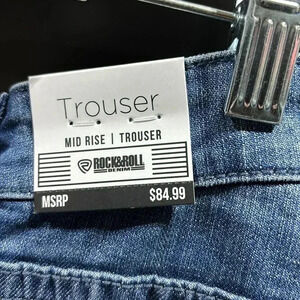 Trouser
MID RISE | TROUSER
ROCK&ROLL
DENIM
MSRP $84.99